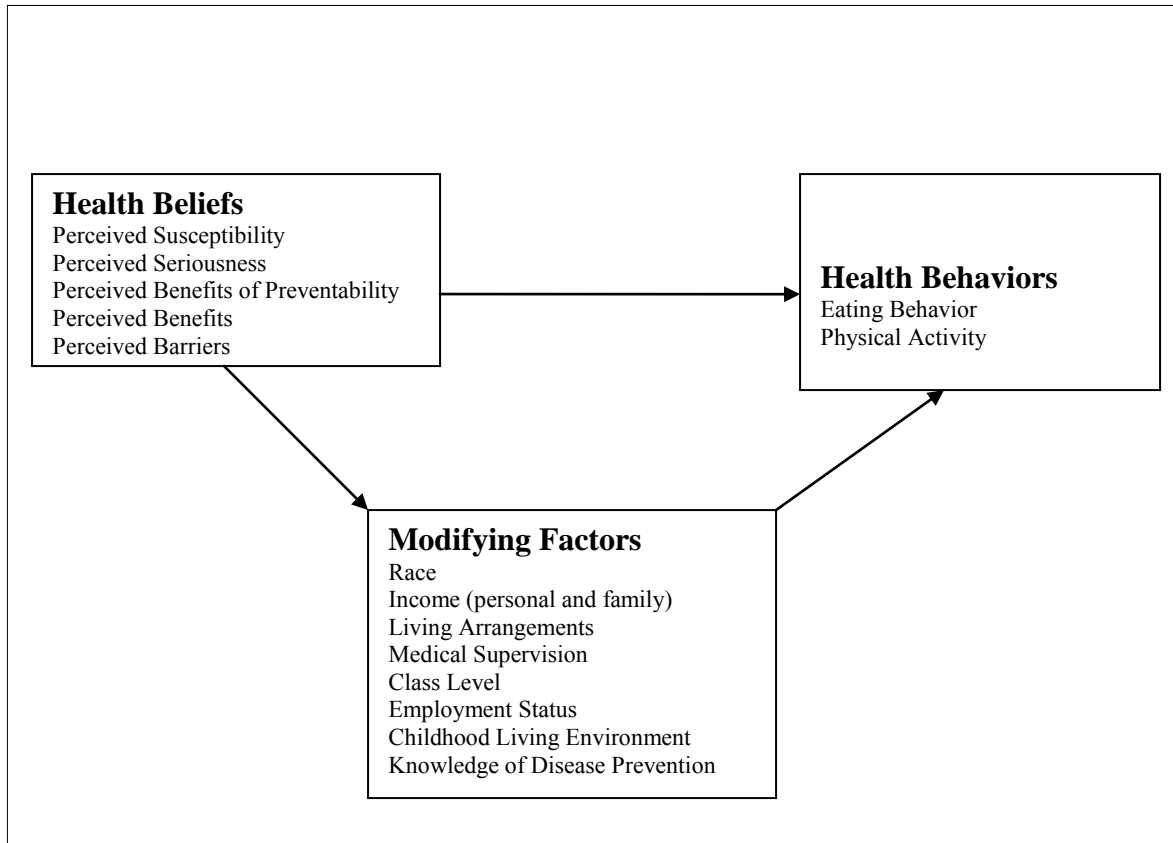 Health Beliefs
Perceived Susceptibility
Perceived Seriousness
Perceived Benefits of Preventability
Perceived Benefits
Perceived Barriers
Health Behaviors
Eating Behavior
Physical Activity
Modifying Factors
Race
Income (personal and family)
Living Arrangements
Medical Supervision
Class Level
Employment Status
Childhood Living Environment
Knowledge of Disease Prevention